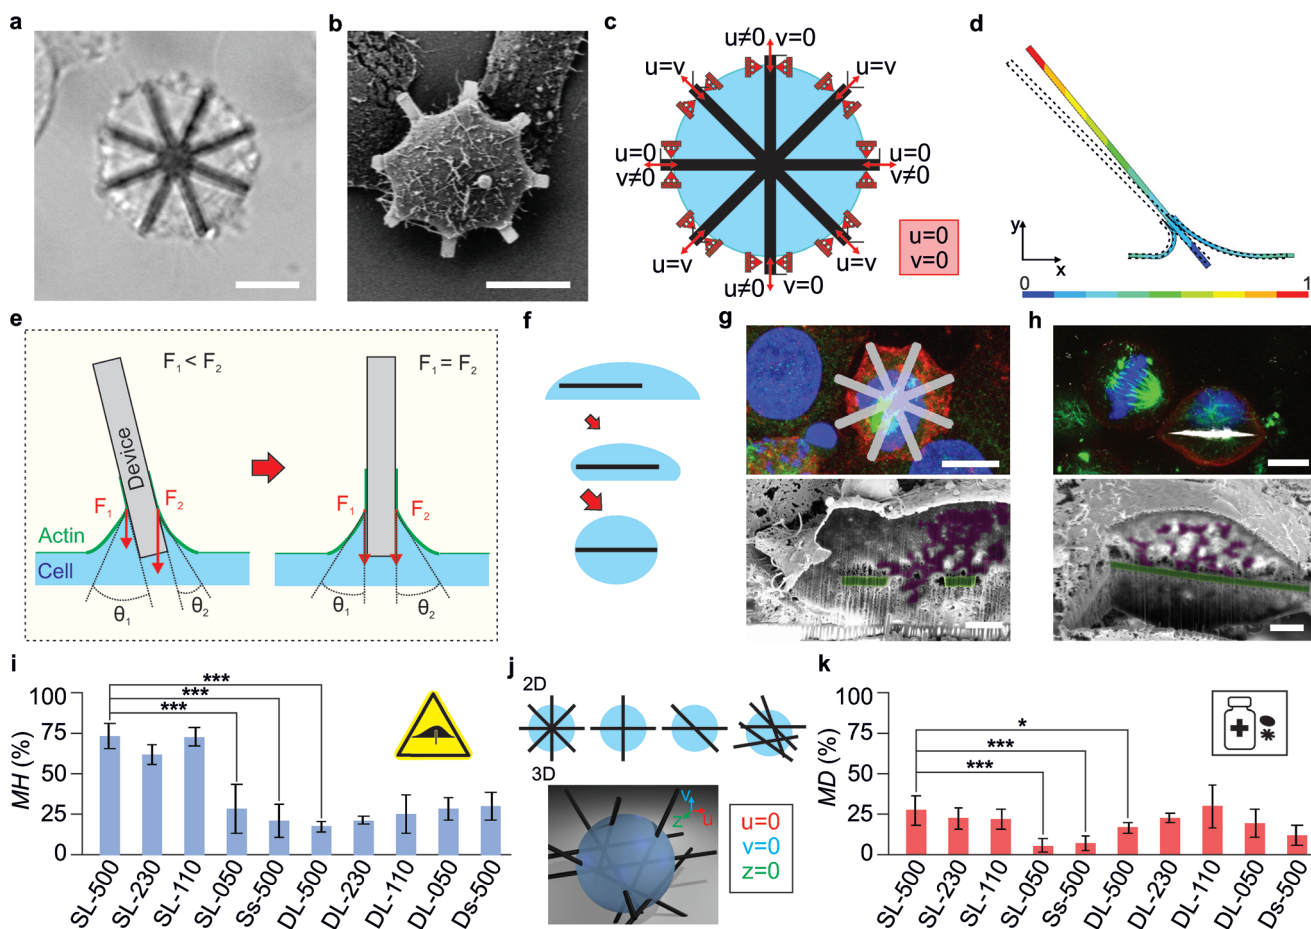 a
b
c
d
u≠0 v=0
u=v
u=v
u=0
v≠0
u=0
v≠0
u=v
u=v
u≠0 v=0
u=0
v=0
y
x
0
1
e
F1 < F2
F1 = F2
Device
F1
F2
F1
F2
Actin
Cell
θ1
θ2
θ1
θ2
f
g
h
i
100
75
50
25
0
MH (%)
***
***
***
SL-500
SL-230
SL-110
SL-050
Ss-500
DL-500
DL-230
DL-110
DL-050
Ds-500
j
2D
3D
v
u
z
u=0
v=0
z=0
k
100
75
50
25
0
MD (%)
*
***
***
SL-500
SL-230
SL-110
SL-050
Ss-500
DL-500
DL-230
DL-110
DL-050
Ds-500